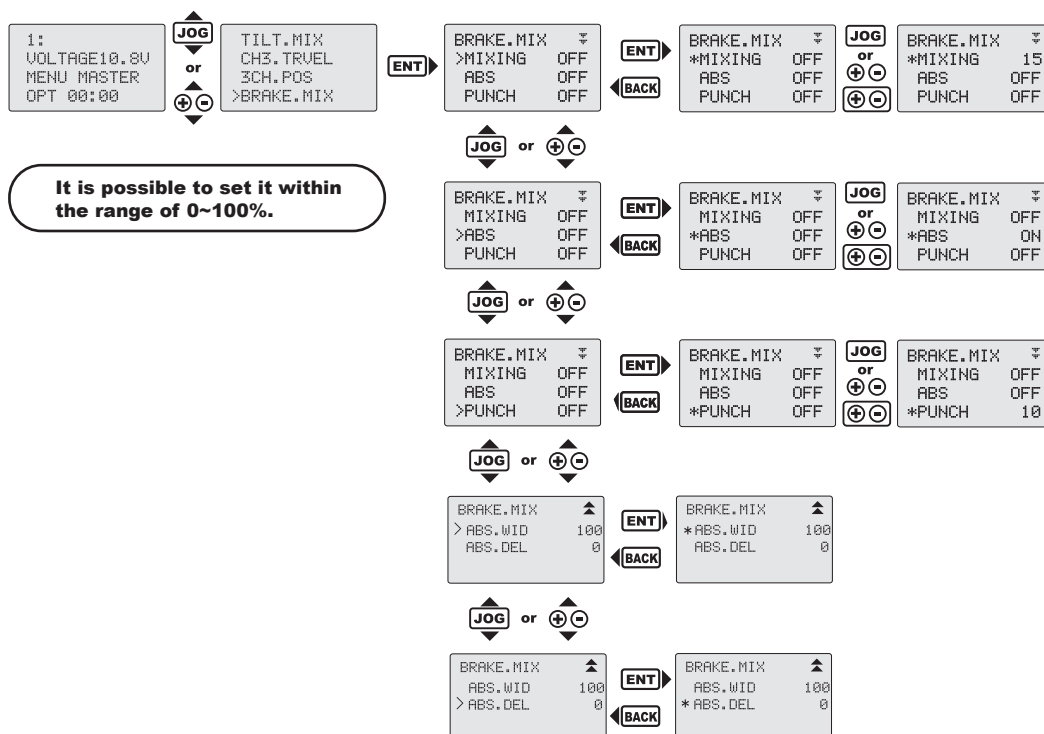 1:
VOLTAGE10.8V
MENU MASTER
OPT 00:00
JOG
or
TILT.MIX
CH3.TRVEL
3CH.POS
>BRAKE.MIX
ENT
BRAKE.MIX
>MIXING OFF
ABS OFF
PUNCH OFF
ENT
BACK
BRAKE.MIX
*MIXING OFF
ABS OFF
PUNCH OFF
JOG
or
BRAKE.MIX
*MIXING 15
ABS OFF
PUNCH OFF
JOG or
It is possible to set it within
the range of 0~100%.
BRAKE.MIX
MIXING OFF
>ABS OFF
PUNCH OFF
ENT
BACK
BRAKE.MIX
MIXING OFF
*ABS OFF
PUNCH OFF
JOG
or
BRAKE.MIX
MIXING OFF
*ABS ON
PUNCH OFF
JOG or
BRAKE.MIX
MIXING OFF
ABS OFF
>PUNCH OFF
ENT
BACK
BRAKE.MIX
MIXING OFF
ABS OFF
*PUNCH OFF
JOG
or
BRAKE.MIX
MIXING OFF
ABS OFF
*PUNCH 10
JOG or
BRAKE.MIX
>ABS.WID 100
ABS.DEL 0
ENT
BACK
BRAKE.MIX
*ABS.WID 100
ABS.DEL 0
JOG or
BRAKE.MIX
ABS.WID 100
>ABS.DEL 0
ENT
BACK
BRAKE.MIX
ABS.WID 100
*ABS.DEL 0